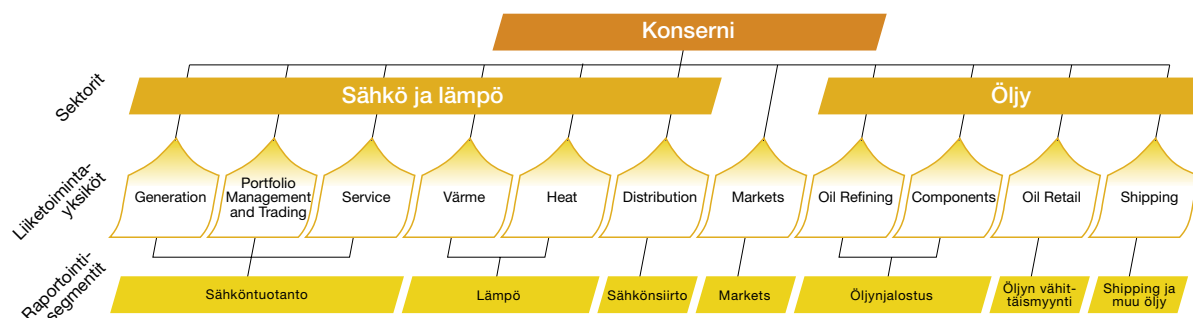 Konserni
Sektorit
Sähkö ja lämpö
Öljy
Liiketoiminta-
yksiköt
Generation
Portfolio
Management
and Trading
Service
Värme
Heat
Distribution
Markets
Oil Refining
Components
Oil Retail
Shipping
Raportointi-
segmentit
Sähköntuotanto
Lämpö
Sähkönsiirto
Markets
Öljynjalostus
Öljyn vähit-
täismyynti
Shipping ja
muu öljy